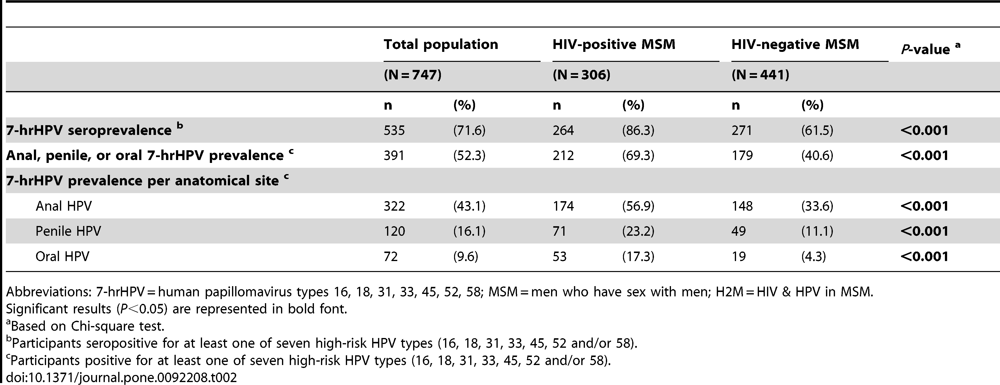 Total population HIV-positive MSM HIV-negative MSM P-value a
(N = 747) (N = 306) (N = 441)
n (%) n (%) n (%)
7-hrHPV seroprevalence b 535 (71.6) 264 (86.3) 271 (61.5) <0.001
Anal, penile, or oral 7-hrHPV prevalence c 391 (52.3) 212 (69.3) 179 (40.6) <0.001
7-hrHPV prevalence per anatomical site c
Anal HPV 322 (43.1) 174 (56.9) 148 (33.6) <0.001
Penile HPV 120 (16.1) 71 (23.2) 49 (11.1) <0.001
Oral HPV 72 (9.6) 53 (17.3) 19 (4.3) <0.001
Abbreviations: 7-hrHPV = human papillomavirus types 16, 18, 31, 33, 45, 52, 58; MSM = men who have sex with men; H2M = HIV & HPV in MSM.
Significant results (P<0.05) are represented in bold font.
aBased on Chi-square test.
bParticipants seropositive for at least one of seven high-risk HPV types (16, 18, 31, 33, 45, 52 and/or 58).
cParticipants positive for at least one of seven high-risk HPV types (16, 18, 31, 33, 45, 52 and/or 58).
doi:10.1371/journal.pone.0092208.t002